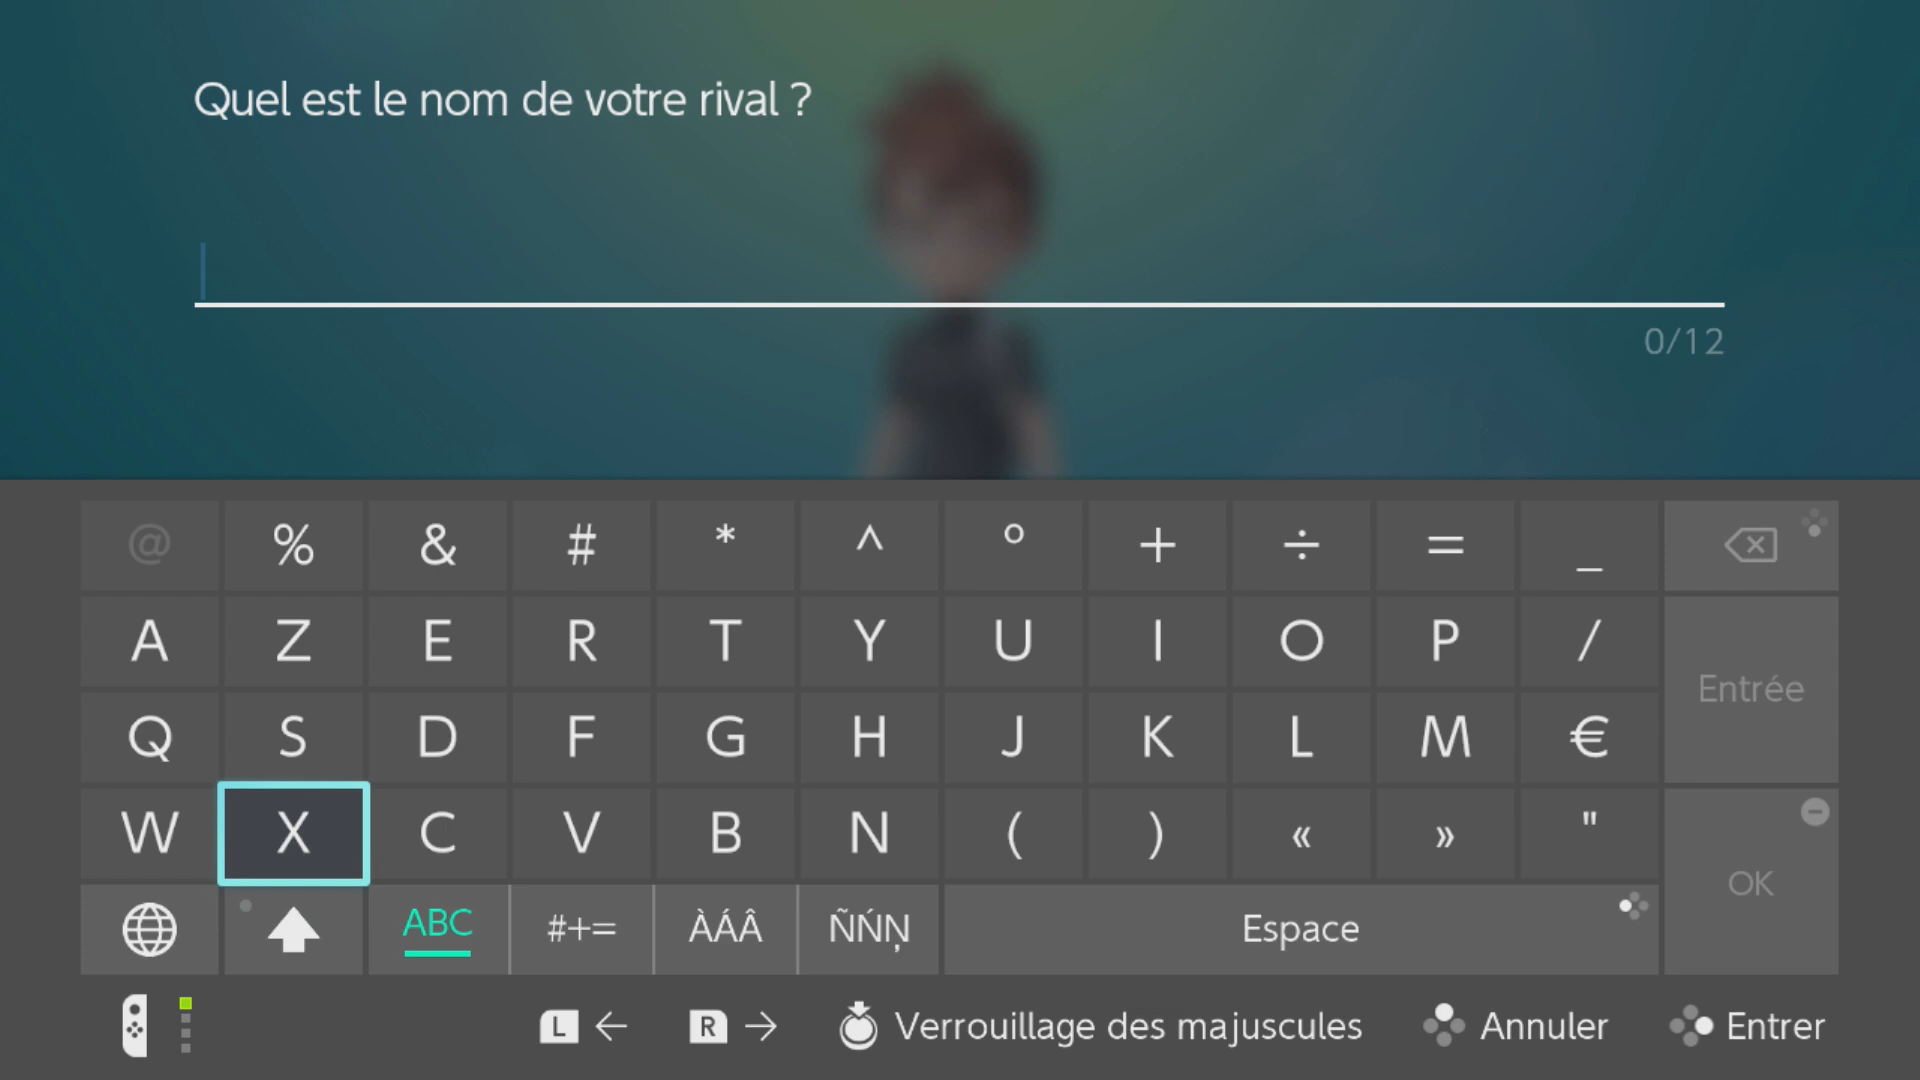 Quel est le nom de votre rival ?
0/12
@ % & # * ^ ° + ÷ = _
A Z E R T Y U I O P /
Entrée
Q S D F G H J K L M €
W X C V B N ( ) « » "
OK
ABC #+= ÀÁÂ ÑŃŅ Espace
L ← R → Verrouillage des majuscules Annuler Entrer